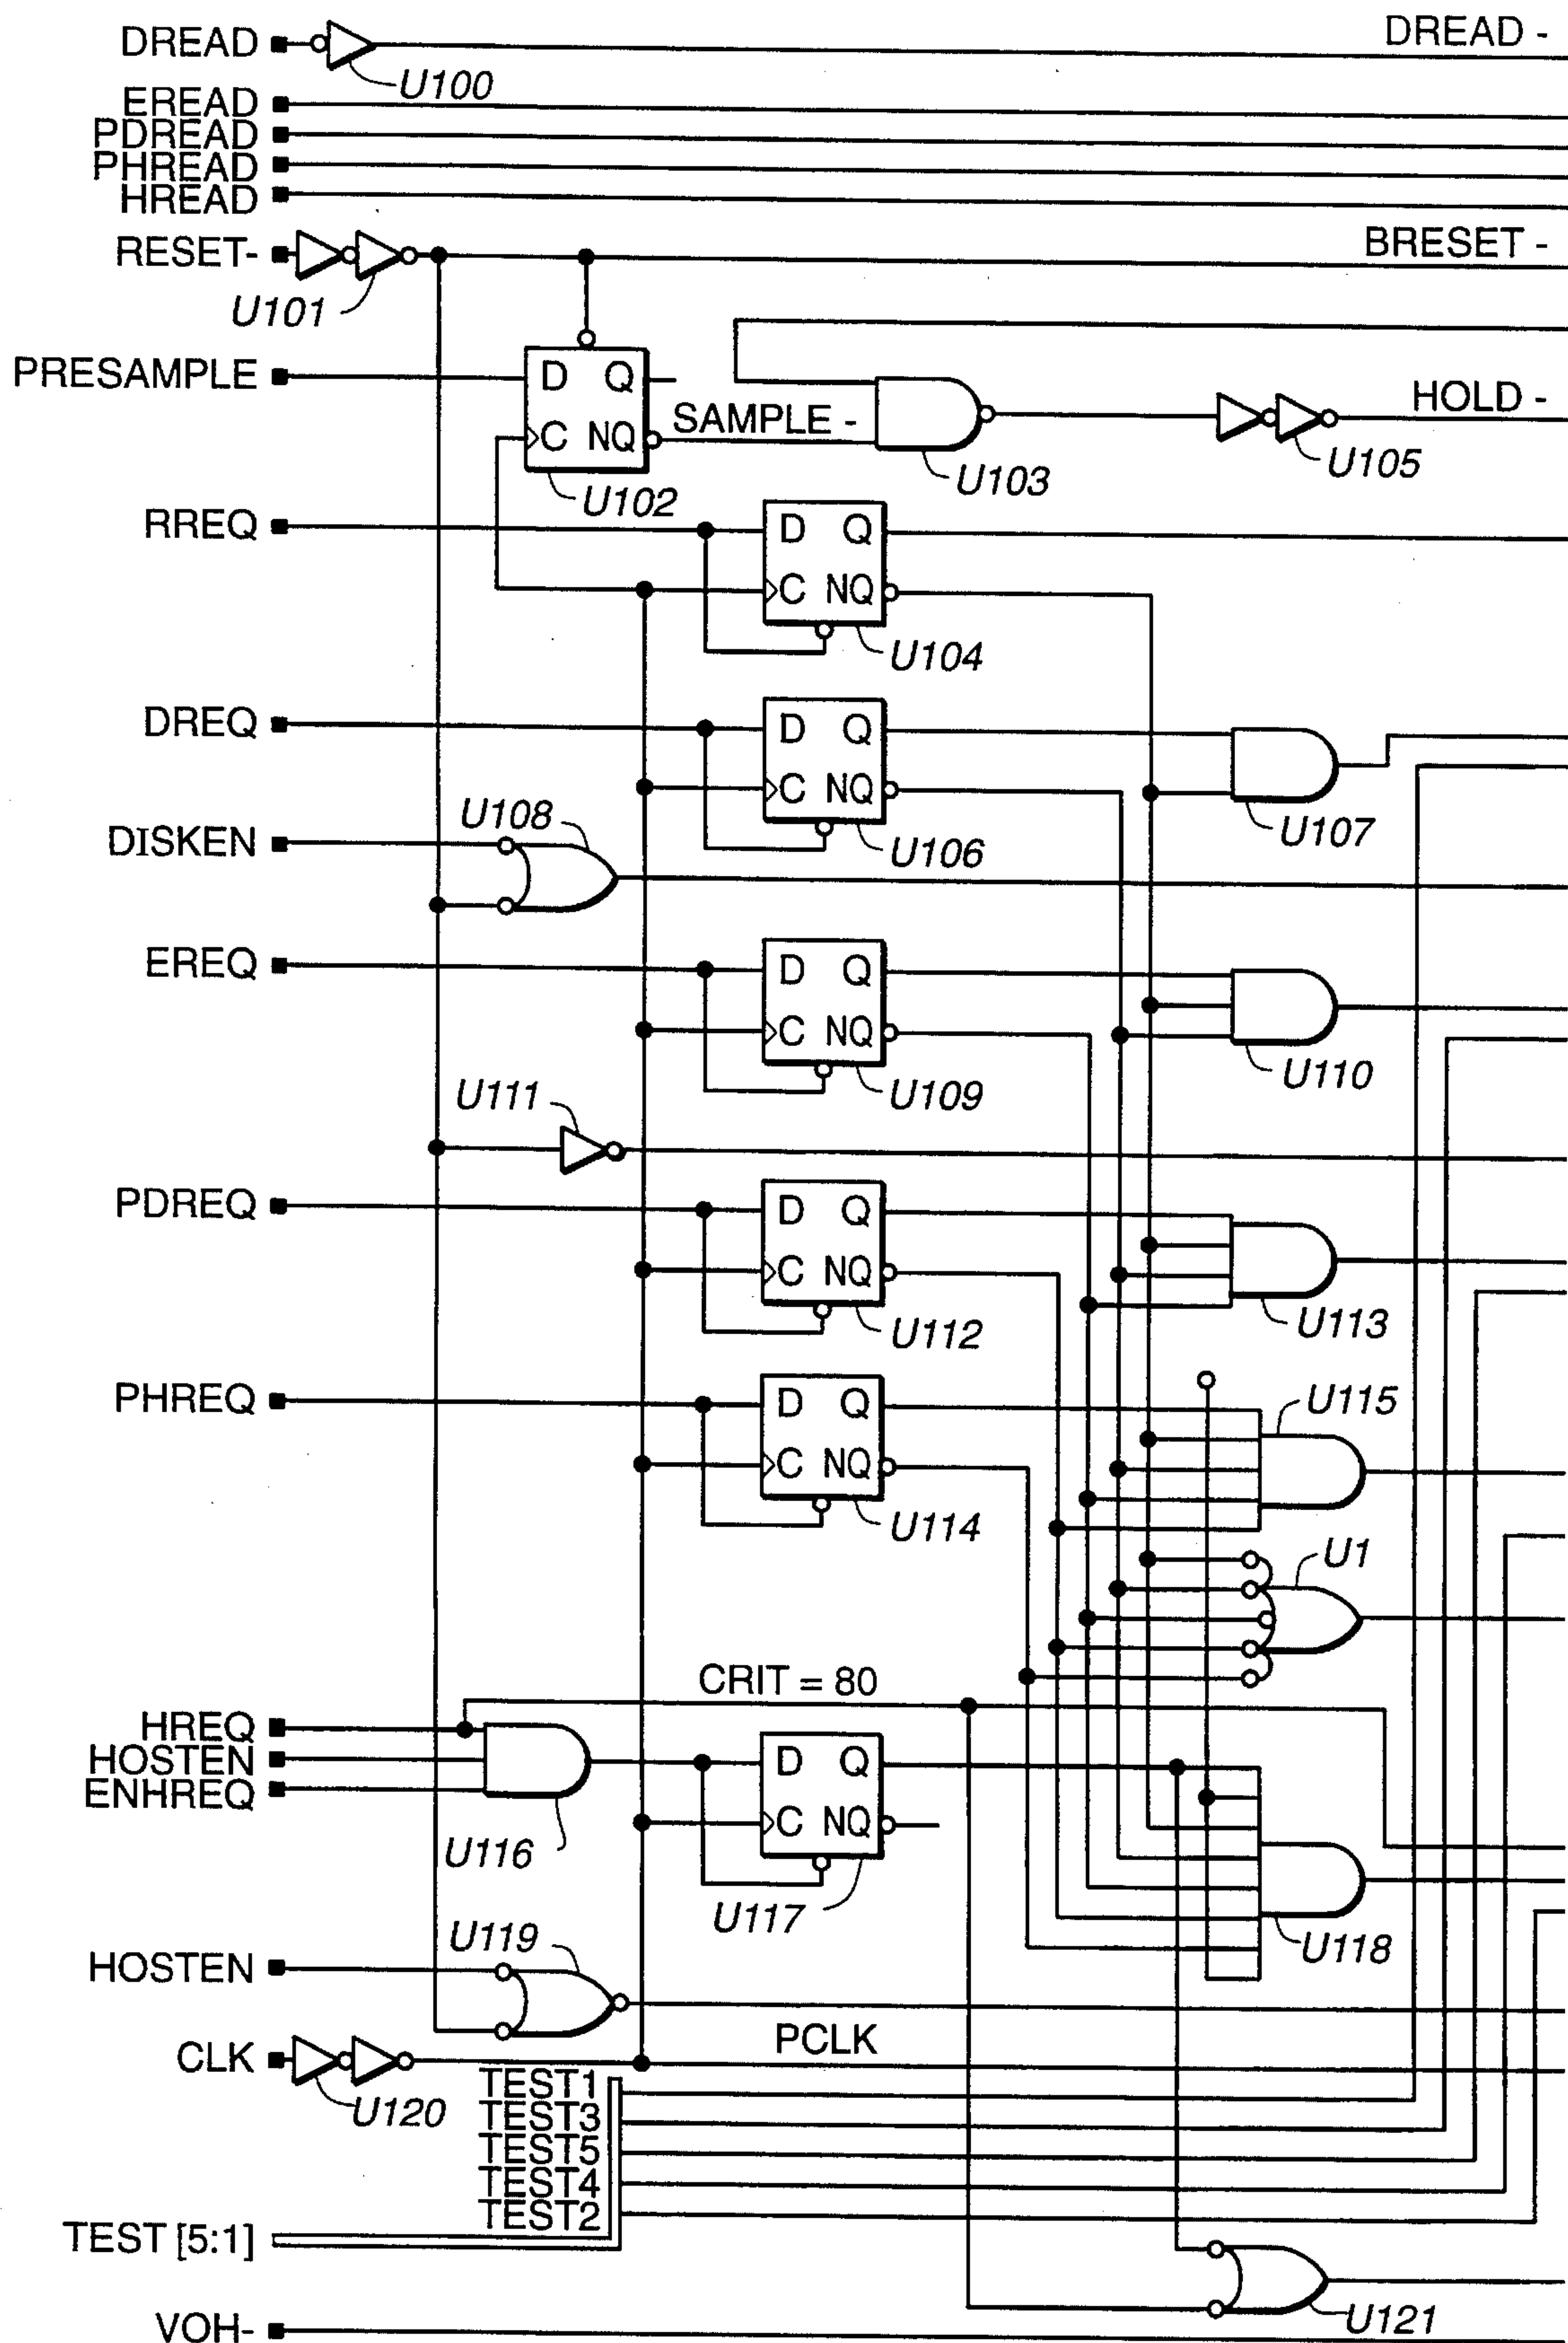 DREAD
DREAD -
U100
EREAD
PDREAD
PHREAD
HREAD
RESET-
BRESET -
U101
PRESAMPLE
D Q
C NQ
U102
SAMPLE -
U103
HOLD -
U105
RREQ
D Q
C NQ
U104
DREQ
D Q
C NQ
U106
U107
DISKEN
U108
EREQ
D Q
C NQ
U109
U110
U111
PDREQ
D Q
C NQ
U112
U113
PHREQ
D Q
C NQ
U114
U115
U1
CRIT = 80
HREQ
HOSTEN
ENHREQ
U116
D Q
C NQ
U117
U118
HOSTEN
U119
CLK
U120
PCLK
TEST1
TEST3
TEST5
TEST4
TEST2
TEST [5:1]
U121
VOH-